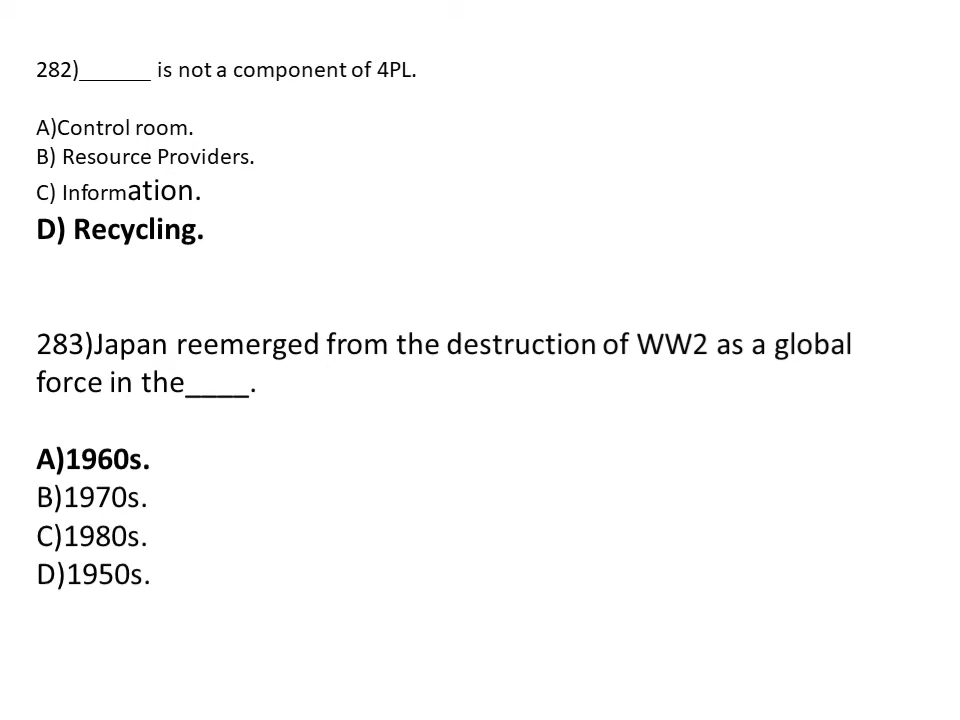 282)______ is not a component of 4PL.
A)Control room.
B) Resource Providers.
C) Information.
D) Recycling.
283)Japan reemerged from the destruction of WW2 as a global
force in the____.
A)1960s.
B)1970s.
C)1980s.
D)1950s.